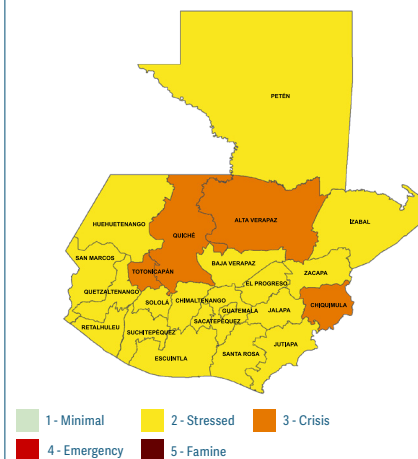 PETÉN
ALTA VERAPAZ
IZABAL
HUEHUETENANGO
QUICHÉ
SAN MARCOS
BAJA VERAPAZ
TOTONICAPÁN
ZACAPA
EL PROGRESO
QUETZALTENANGO
SOLOLÁ
CHIMALTENANGO
CHIQUIMULA
GUATEMALA
JALAPA
SACATEPÉQUEZ
RETALHULEU
SUCHITEPÉQUEZ
JUTIAPA
SANTA ROSA
ESCUINTLA
1 - Minimal
2 - Stressed
3 - Crisis
4 - Emergency
5 - Famine